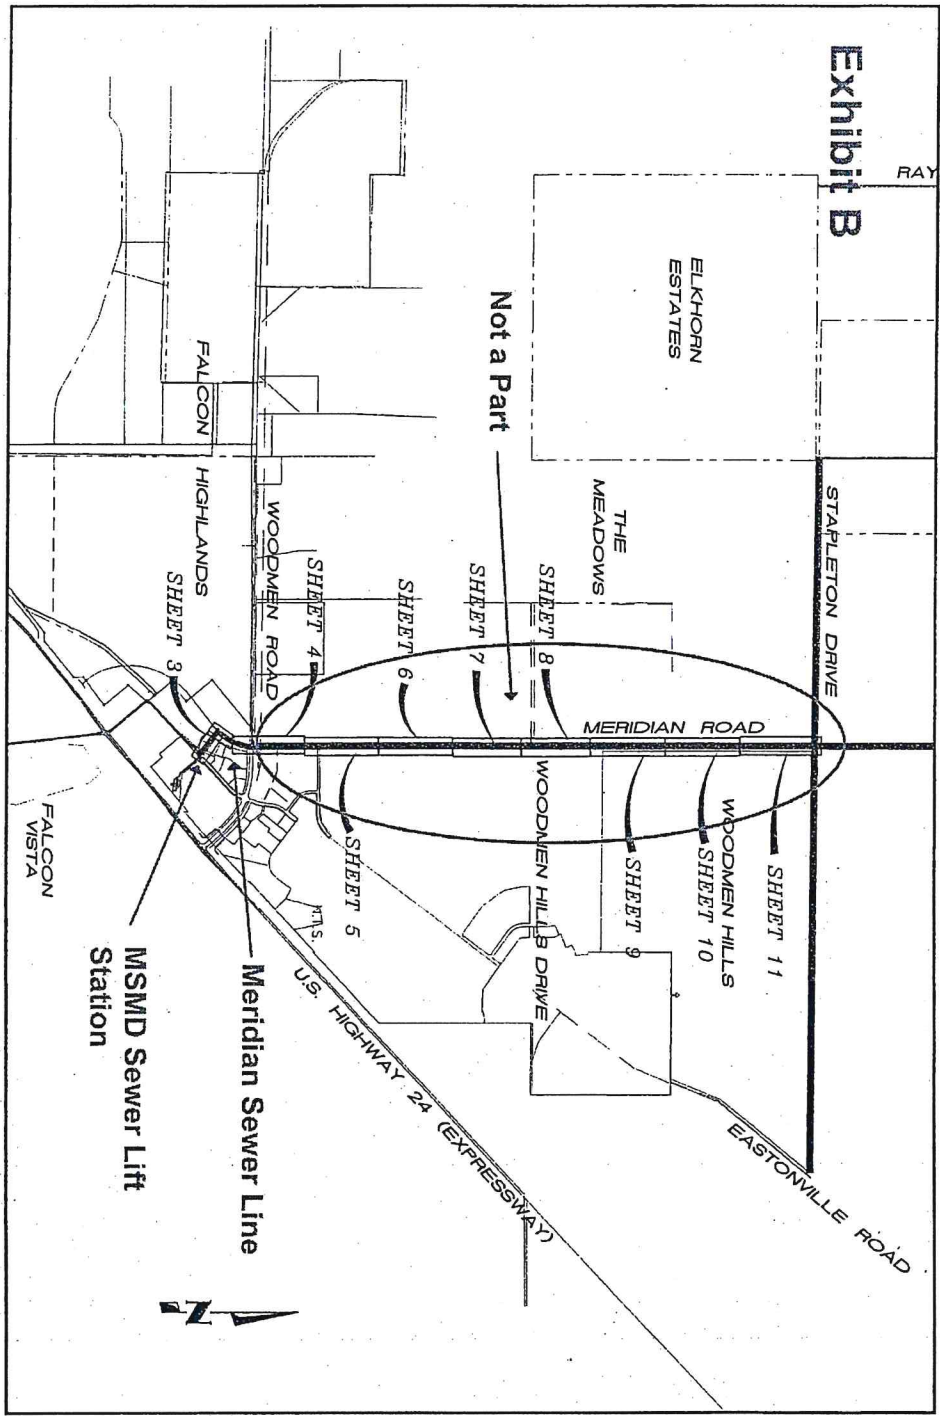 Exhibit B
RAY
ELKHORN
ESTATES
Not a Part
STAPLETON DRIVE
THE
MEADOWS
FALCON HIGHLANDS
WOODMEN ROAD
SHEET 3
SHEET 4
SHEET 6
SHEET 7
SHEET 8
MERIDIAN ROAD
SHEET 5
SHEET 9
SHEET 10
SHEET 11
WOODMEN HILLS
WOODMEN HILLS DRIVE
FALCON
VISTA
N.T.S.
MSMD Sewer Lift
Station
Meridian Sewer Line
U.S. HIGHWAY 24 (EXPRESSWAY)
EASTONVILLE ROAD
N